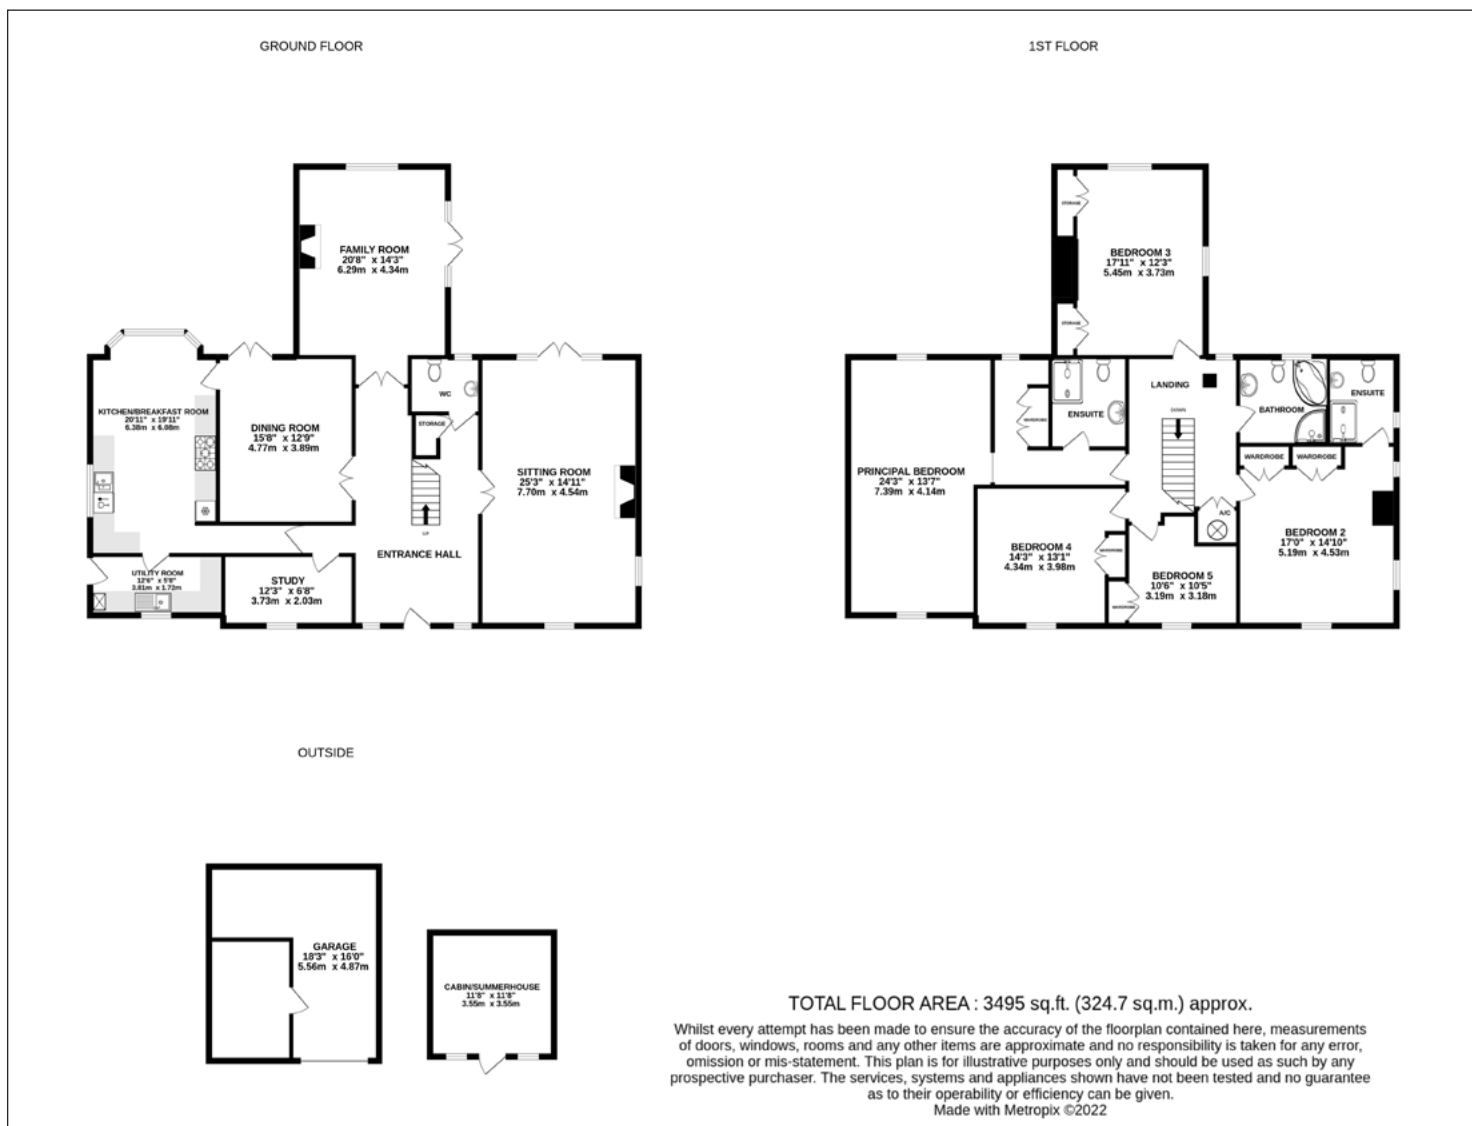 GROUND FLOOR
FAMILY ROOM
20'8" x 14'3"
6.29m x 4.34m
KITCHEN/BREAKFAST ROOM
20'11" x 19'11"
6.38m x 6.08m
DINING ROOM
15'8" x 12'9"
4.77m x 3.89m
WC
STORAGE
SITTING ROOM
25'3" x 14'11"
7.70m x 4.54m
UP
ENTRANCE HALL
UTILITY ROOM
12'6" x 5'8"
3.81m x 1.72m
STUDY
12'3" x 6'8"
3.73m x 2.03m
1ST FLOOR
STORAGE
BEDROOM 3
17'11" x 12'3"
5.45m x 3.73m
STORAGE
LANDING
ENSUITE
BATHROOM
ENSUITE
WARDROBE
DOWN
PRINCIPAL BEDROOM
24'3" x 13'7"
7.39m x 4.14m
WARDROBE
WARDROBE
A/C
BEDROOM 2
17'0" x 14'10"
5.19m x 4.53m
BEDROOM 4
14'3" x 13'1"
4.34m x 3.98m
WARDROBE
BEDROOM 5
10'6" x 10'5"
3.19m x 3.18m
WARDROBE
OUTSIDE
GARAGE
18'3" x 16'0"
5.56m x 4.87m
CABIN/SUMMERHOUSE
11'8" x 11'8"
3.55m x 3.55m
TOTAL FLOOR AREA : 3495 sq.ft. (324.7 sq.m.) approx.
Whilst every attempt has been made to ensure the accuracy of the floorplan contained here, measurements
of doors, windows, rooms and any other items are approximate and no responsibility is taken for any error,
omission or mis-statement. This plan is for illustrative purposes only and should be used as such by any
prospective purchaser. The services, systems and appliances shown have not been tested and no guarantee
as to their operability or efficiency can be given.
Made with Metropix ©2022